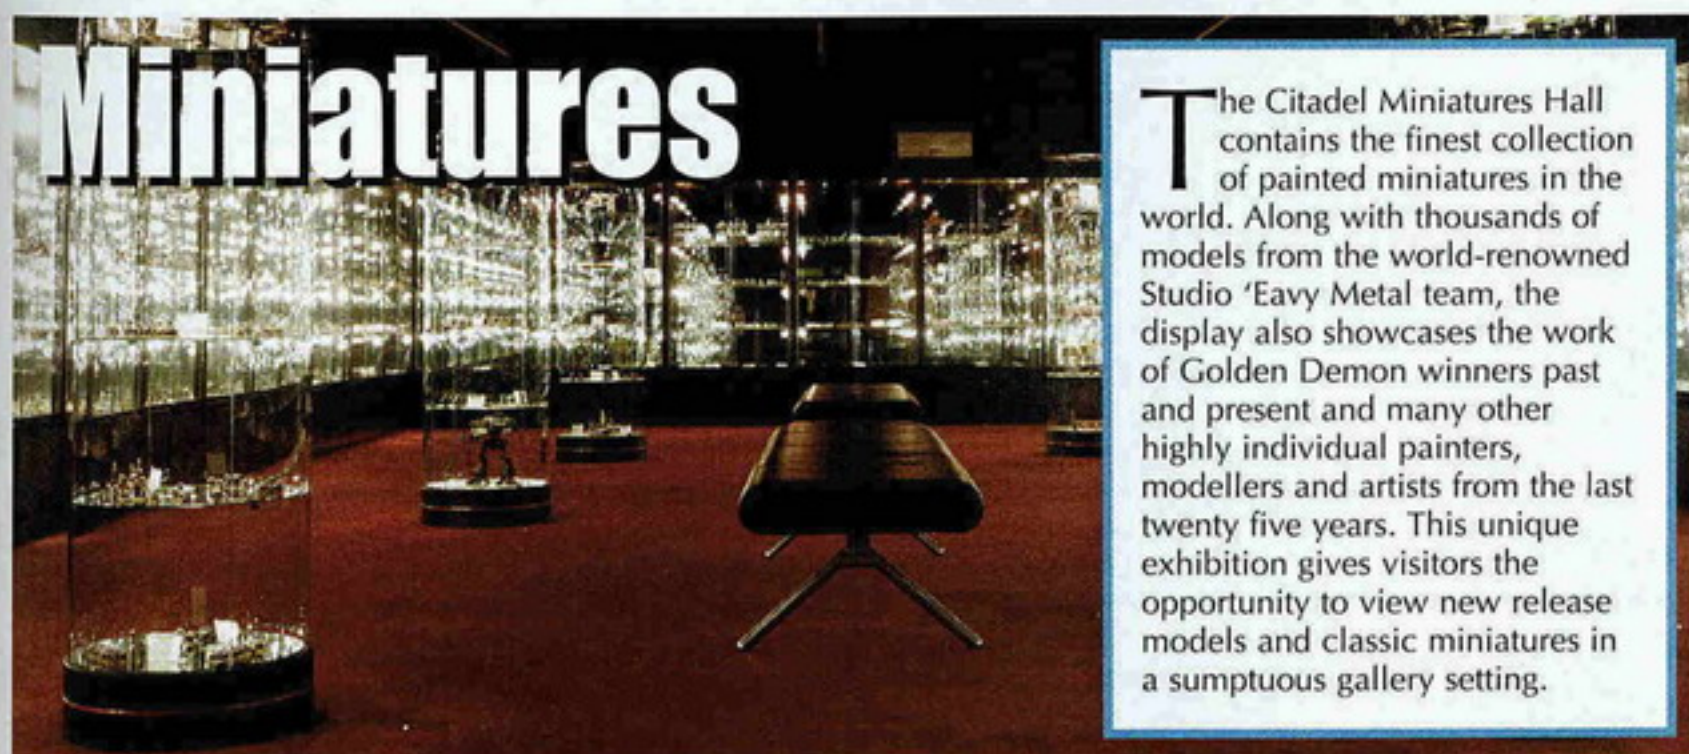 Miniatures
The Citadel Miniatures Hall
contains the finest collection
of painted miniatures in the
world. Along with thousands of
models from the world-renowned
Studio ‘Eavy Metal team, the
display also showcases the work
of Golden Demon winners past
and present and many other
highly individual painters,
modellers and artists from the last
twenty five years. This unique
exhibition gives visitors the
opportunity to view new release
models and classic miniatures in
a sumptuous gallery setting.